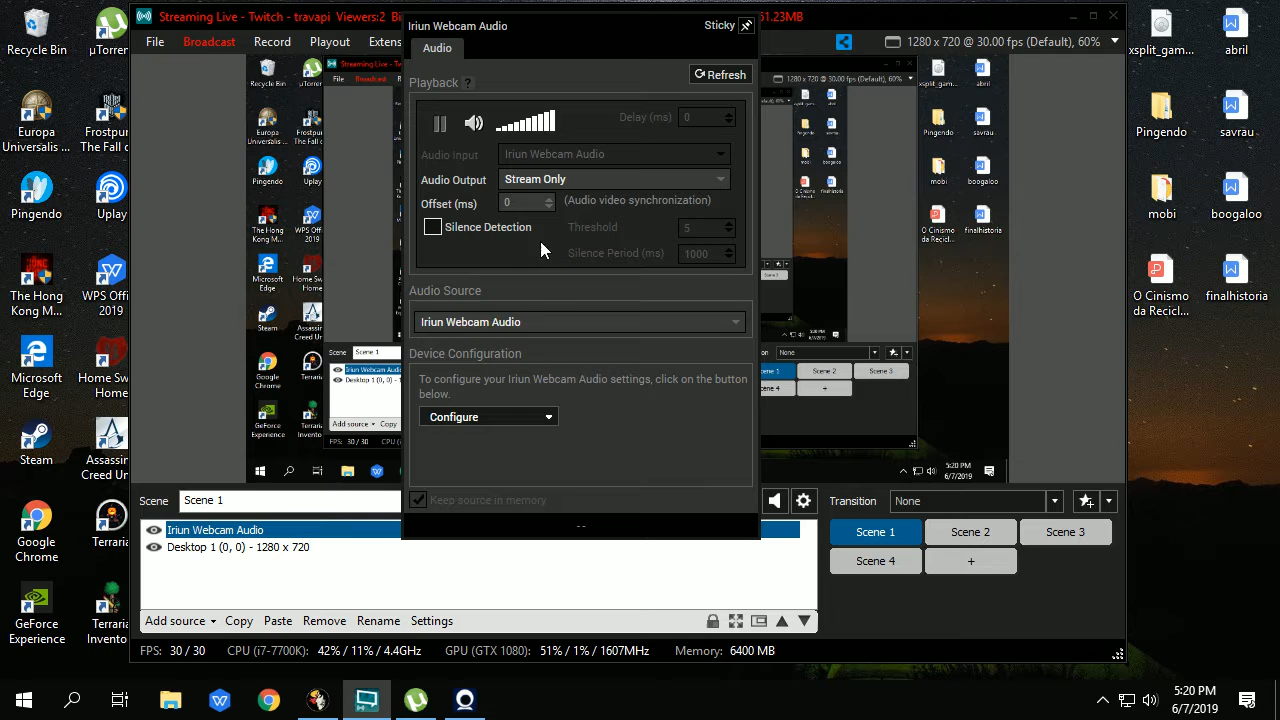 Recycle Bin
µTorrent
Europa
Universalis ...
Frostpun
The Fall o
Pingendo
Uplay
The Hong
Kong M...
WPS Offi
2019
Microsoft
Edge
Home Sw
Home
Steam
Assassin
Creed Un
Google
Chrome
Terraria
GeForce
Experience
Terraria
Invento
Streaming Live - Twitch - travapi Viewers:2 Bi
51.23MB
File
Broadcast
Record
Playout
Extens
1280 x 720 @ 30.00 fps (Default), 60%
Iriun Webcam Audio
Sticky
Audio
Refresh
Playback ?
Delay (ms)
0
Audio Input
Iriun Webcam Audio
Audio Output
Stream Only
Offset (ms)
0
(Audio video synchronization)
Silence Detection
Threshold
5
Silence Period (ms)
1000
Audio Source
Iriun Webcam Audio
Device Configuration
To configure your Iriun Webcam Audio settings, click on the button
below.
Configure
Keep source in memory
--
Scene
Scene 1
Iriun Webcam Audio
Desktop 1 (0, 0) - 1280 x 720
Add source
Copy
Paste
Remove
Rename
Settings
Transition
None
Scene 1
Scene 2
Scene 3
Scene 4
+
FPS: 30 / 30
CPU (i7-7700K)
42% / 11% / 4.4GHz
GPU (GTX 1080)
51% / 1% / 1607MHz
Memory:
6400 MB
xsplit_gam...
abril
Pingendo
savrau
mobi
boogaloo
O Cinismo
da Recicl...
finalhistoria
5:20 PM
6/7/2019